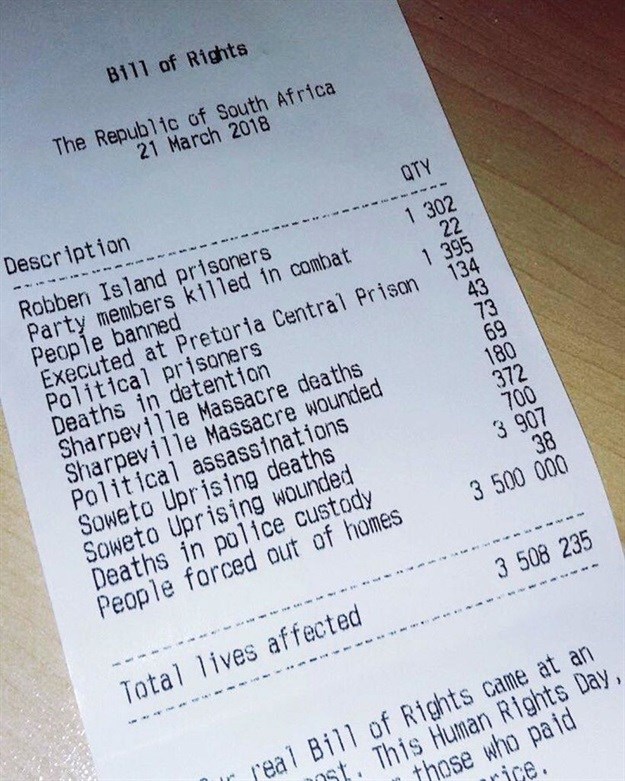 Bill of Rights
The Republic of South Africa
21 March 2018
Description QTY
Robben Island prisoners 1 302
Party members killed in combat 22
People banned 1 395
Executed at Pretoria Central Prison 134
Political prisoners 43
Deaths in detention 73
Sharpeville Massacre deaths 69
Sharpeville Massacre wounded 180
Political assassinations 372
Soweto Uprising deaths 700
Soweto Uprising wounded 3 907
Deaths in police custody 38
People forced out of homes 3 500 000
Total lives affected 3 508 235
real Bill of Rights came at an
This Human Rights Day,
those who paid